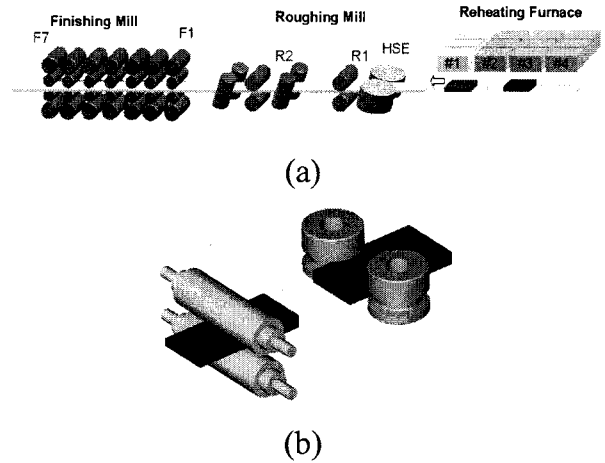 Finishing Mill
Roughing Mill
Reheating Furnace
F7
F1
R2
R1
HSE
#1 #2 #3 #4
(a)
(b)